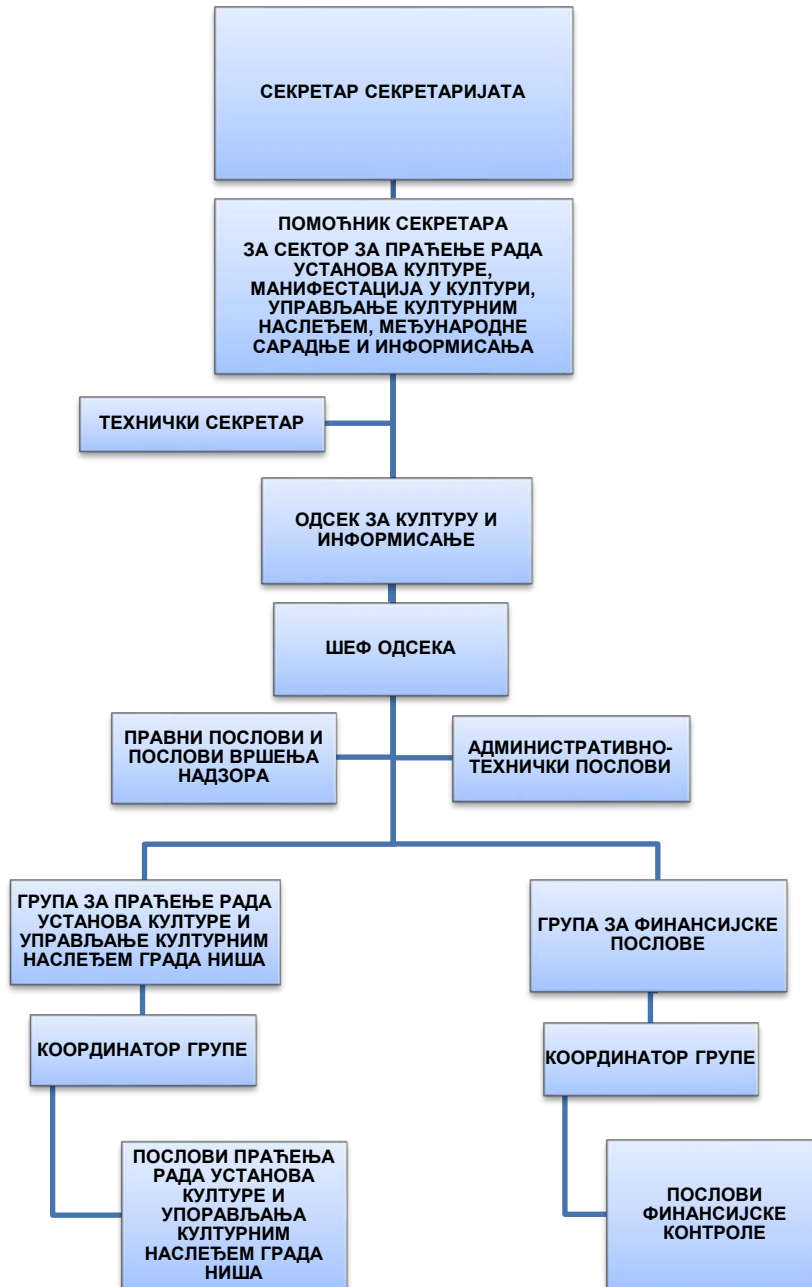 СЕКРЕТАР СЕКРЕТАРИЈАТА
ПОМОЋНИК СЕКРЕТАРА
ЗА СЕКТОР ЗА ПРАЋЕЊЕ РАДА
УСТАНОВА КУЛТУРЕ,
МАНИФЕСТАЦИЈА У КУЛТУРИ,
УПРАВЉАЊЕ КУЛТУРНИМ
НАСЛЕЂЕМ, МЕЂУНАРОДНЕ
САРАДЊЕ И ИНФОРМИСАЊА
ТЕХНИЧКИ СЕКРЕТАР
ОДСЕК ЗА КУЛТУРУ И
ИНФОРМИСАЊЕ
ШЕФ ОДСЕКА
ПРАВНИ ПОСЛОВИ И
ПОСЛОВИ ВРШЕЊА
НАДЗОРА
АДМИНИСТРАТИВНО-
ТЕХНИЧКИ ПОСЛОВИ
ГРУПА ЗА ПРАЋЕЊЕ РАДА
УСТАНОВА КУЛТУРЕ И
УПРАВЉАЊЕ КУЛТУРНИМ
НАСЛЕЂЕМ ГРАДА НИША
ГРУПА ЗА ФИНАНСИЈСКЕ
ПОСЛОВЕ
КООРДИНАТОР ГРУПЕ
КООРДИНАТОР ГРУПЕ
ПОСЛОВИ ПРАЋЕЊА
РАДА УСТАНОВА
КУЛТУРЕ И
УПОРАВЉАЊА
КУЛТУРНИМ
НАСЛЕЂЕМ ГРАДА
НИША
ПОСЛОВИ
ФИНАНСИЈСКЕ
КОНТРОЛЕ